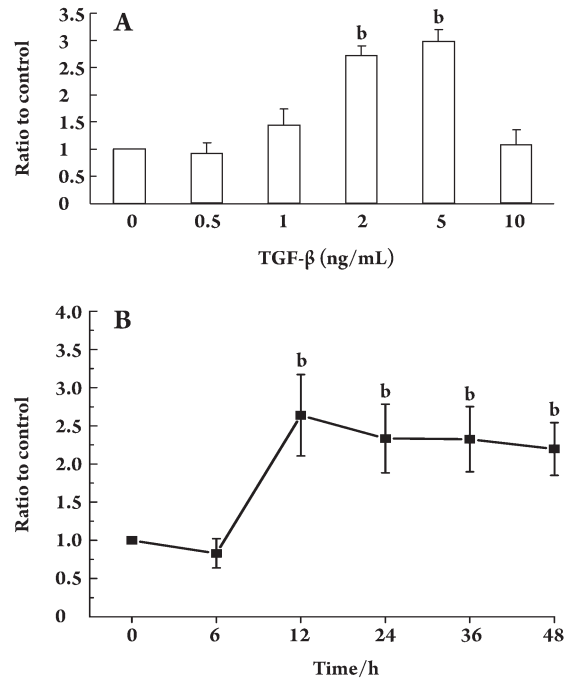 A
Ratio to control
3.5
3
2.5
2
1.5
1
0.5
0
b b
0 0.5 1 2 5 10
TGF-β (ng/mL)
B
Ratio to control
4.0
3.5
3.0
2.5
2.0
1.5
1.0
0.5
0
b b b b
0 6 12 24 36 48
Time/h